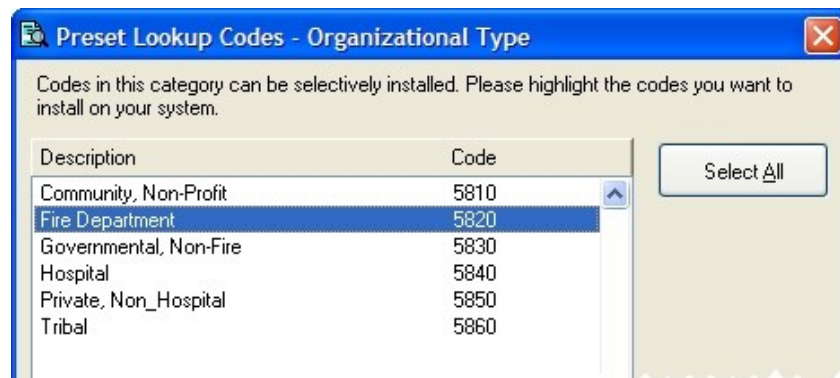 Preset Lookup Codes - Organizational Type
Codes in this category can be selectively installed. Please highlight the codes you want to
install on your system.
Description Code
Select All
Community, Non-Profit 5810
Fire Department 5820
Governmental, Non-Fire 5830
Hospital 5840
Private, Non_Hospital 5850
Tribal 5860